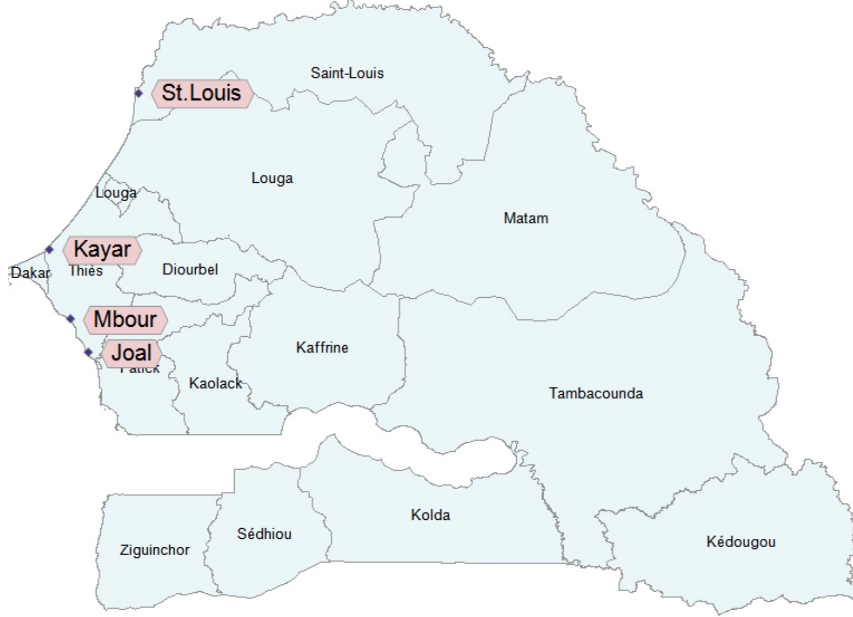 Saint-Louis
St.Louis
Louga
Louga
Matam
Kayar
Dakar
Thiès
Diourbel
Mbour
Joal
Kaffrine
Kaolack
Tambacounda
Kolda
Sédhiou
Ziguinchor
Kédougou